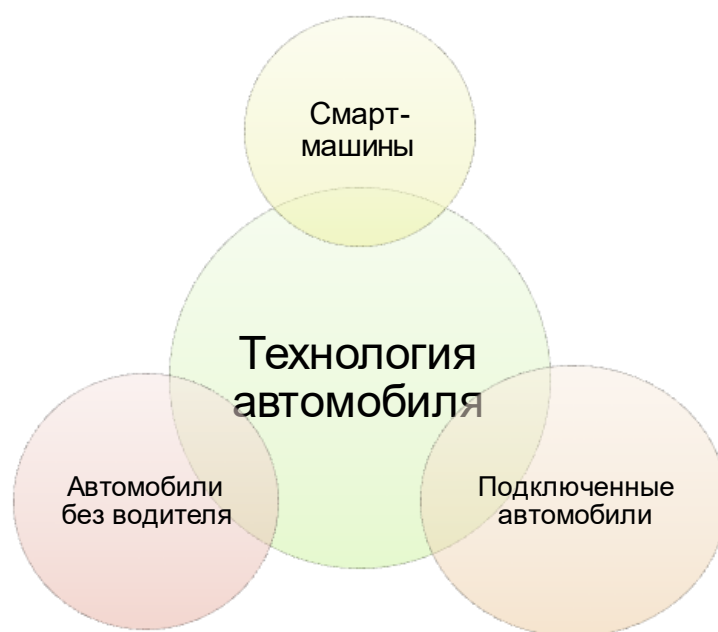 Смарт-
машины
Технология
автомобиля
Автомобили
без водителя
Подключенные
автомобили